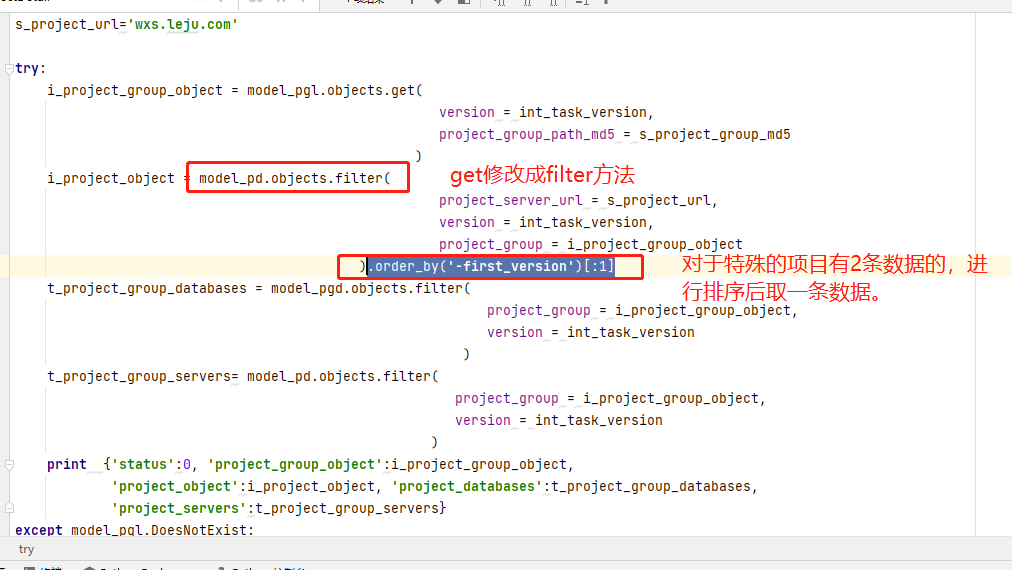 s_project_url='wxs.leju.com'
try:
i_project_group_object = model_pgl.objects.get(
version = int_task_version,
project_group_path_md5 = s_project_group_md5
)
i_project_object = model_pd.objects.filter(
get修改成filter方法
project_server_url = s_project_url,
version = int_task_version,
project_group = i_project_group_object
).order_by('-first_version')[:1]
对于特殊的项目有2条数据的，进
行排序后取一条数据。
t_project_group_databases = model_pgd.objects.filter(
project_group = i_project_group_object,
version = int_task_version
)
t_project_group_servers= model_pd.objects.filter(
project_group = i_project_group_object,
version = int_task_version
)
print {'status':0, 'project_group_object':i_project_group_object,
'project_object':i_project_object, 'project_databases':t_project_group_databases,
'project_servers':t_project_group_servers}
except model_pgl.DoesNotExist:
try